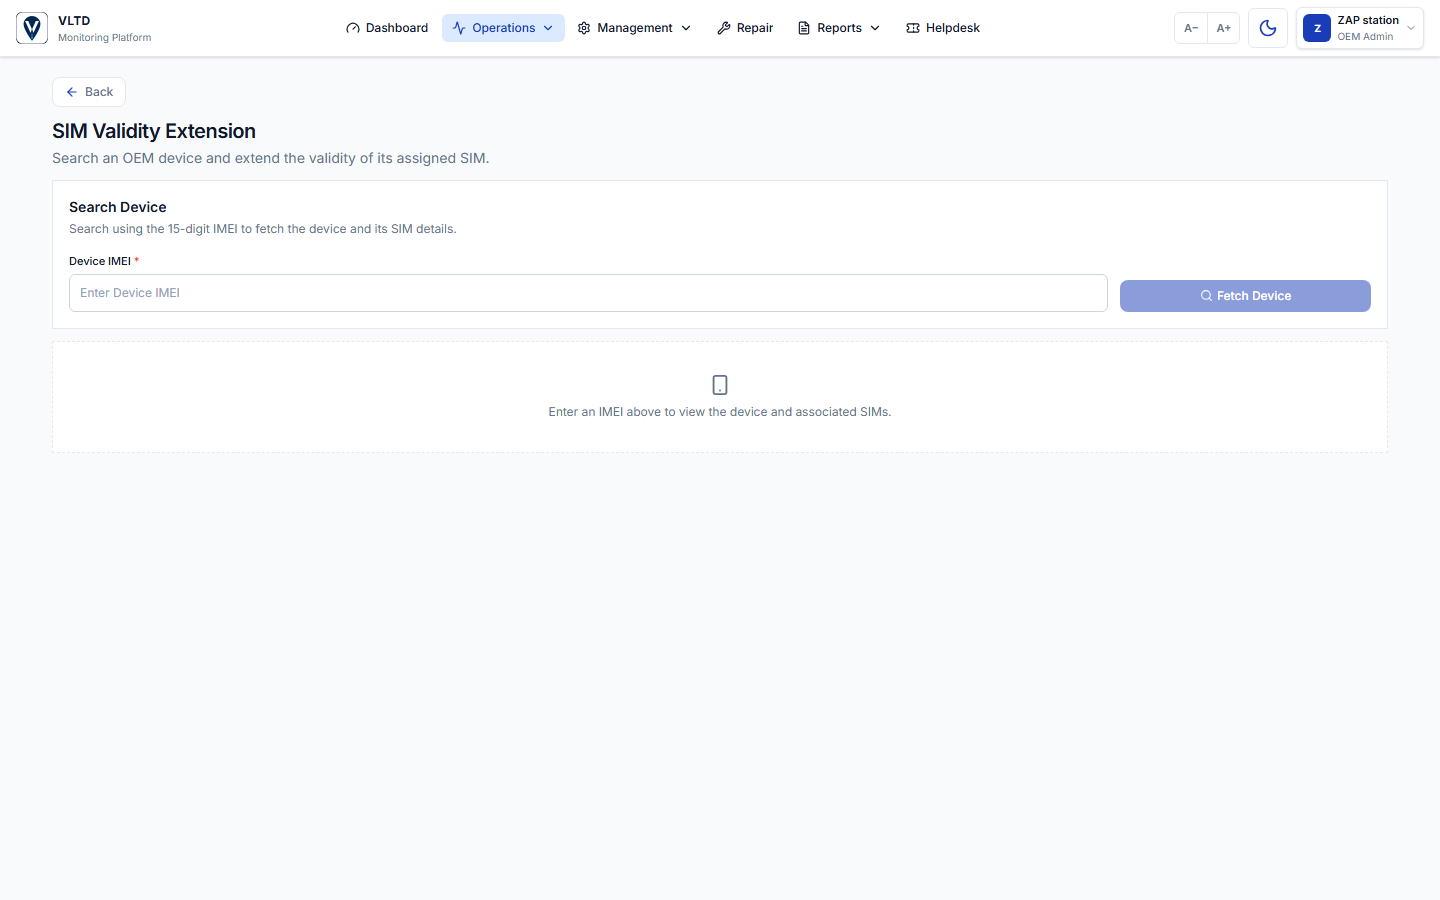 VLTD
Monitoring Platform
Dashboard
Operations
Management
Repair
Reports
Helpdesk
A−
A+
Z
ZAP station
OEM Admin
Back
SIM Validity Extension
Search an OEM device and extend the validity of its assigned SIM.
Search Device
Search using the 15-digit IMEI to fetch the device and its SIM details.
Device IMEI *
Enter Device IMEI
Fetch Device
Enter an IMEI above to view the device and associated SIMs.